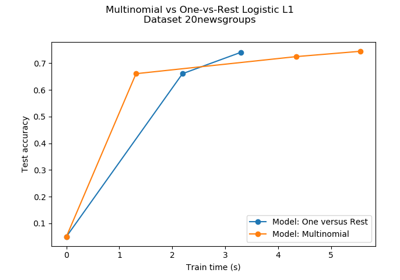 Multinomial vs One-vs-Rest Logistic L1
Dataset 20newsgroups
0.7
0.6
0.5
0.4
0.3
0.2
0.1
Test accuracy
Model: One versus Rest
Model: Multinomial
0 1 2 3 4 5
Train time (s)